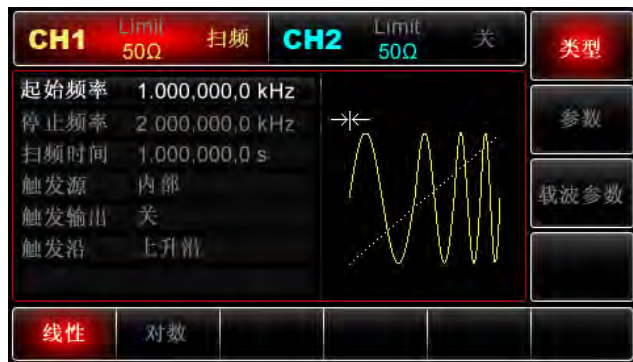 CH1 Limit 50Ω 扫频 CH2 Limit 50Ω 关
类型
起始频率 1.000,000,0 kHz
停止频率 2.000,000,0 kHz
参数
扫频时间 1.000,000,0 s
触发源 内部
载波参数
触发输出 关
触发沿 上升沿
线性 对数